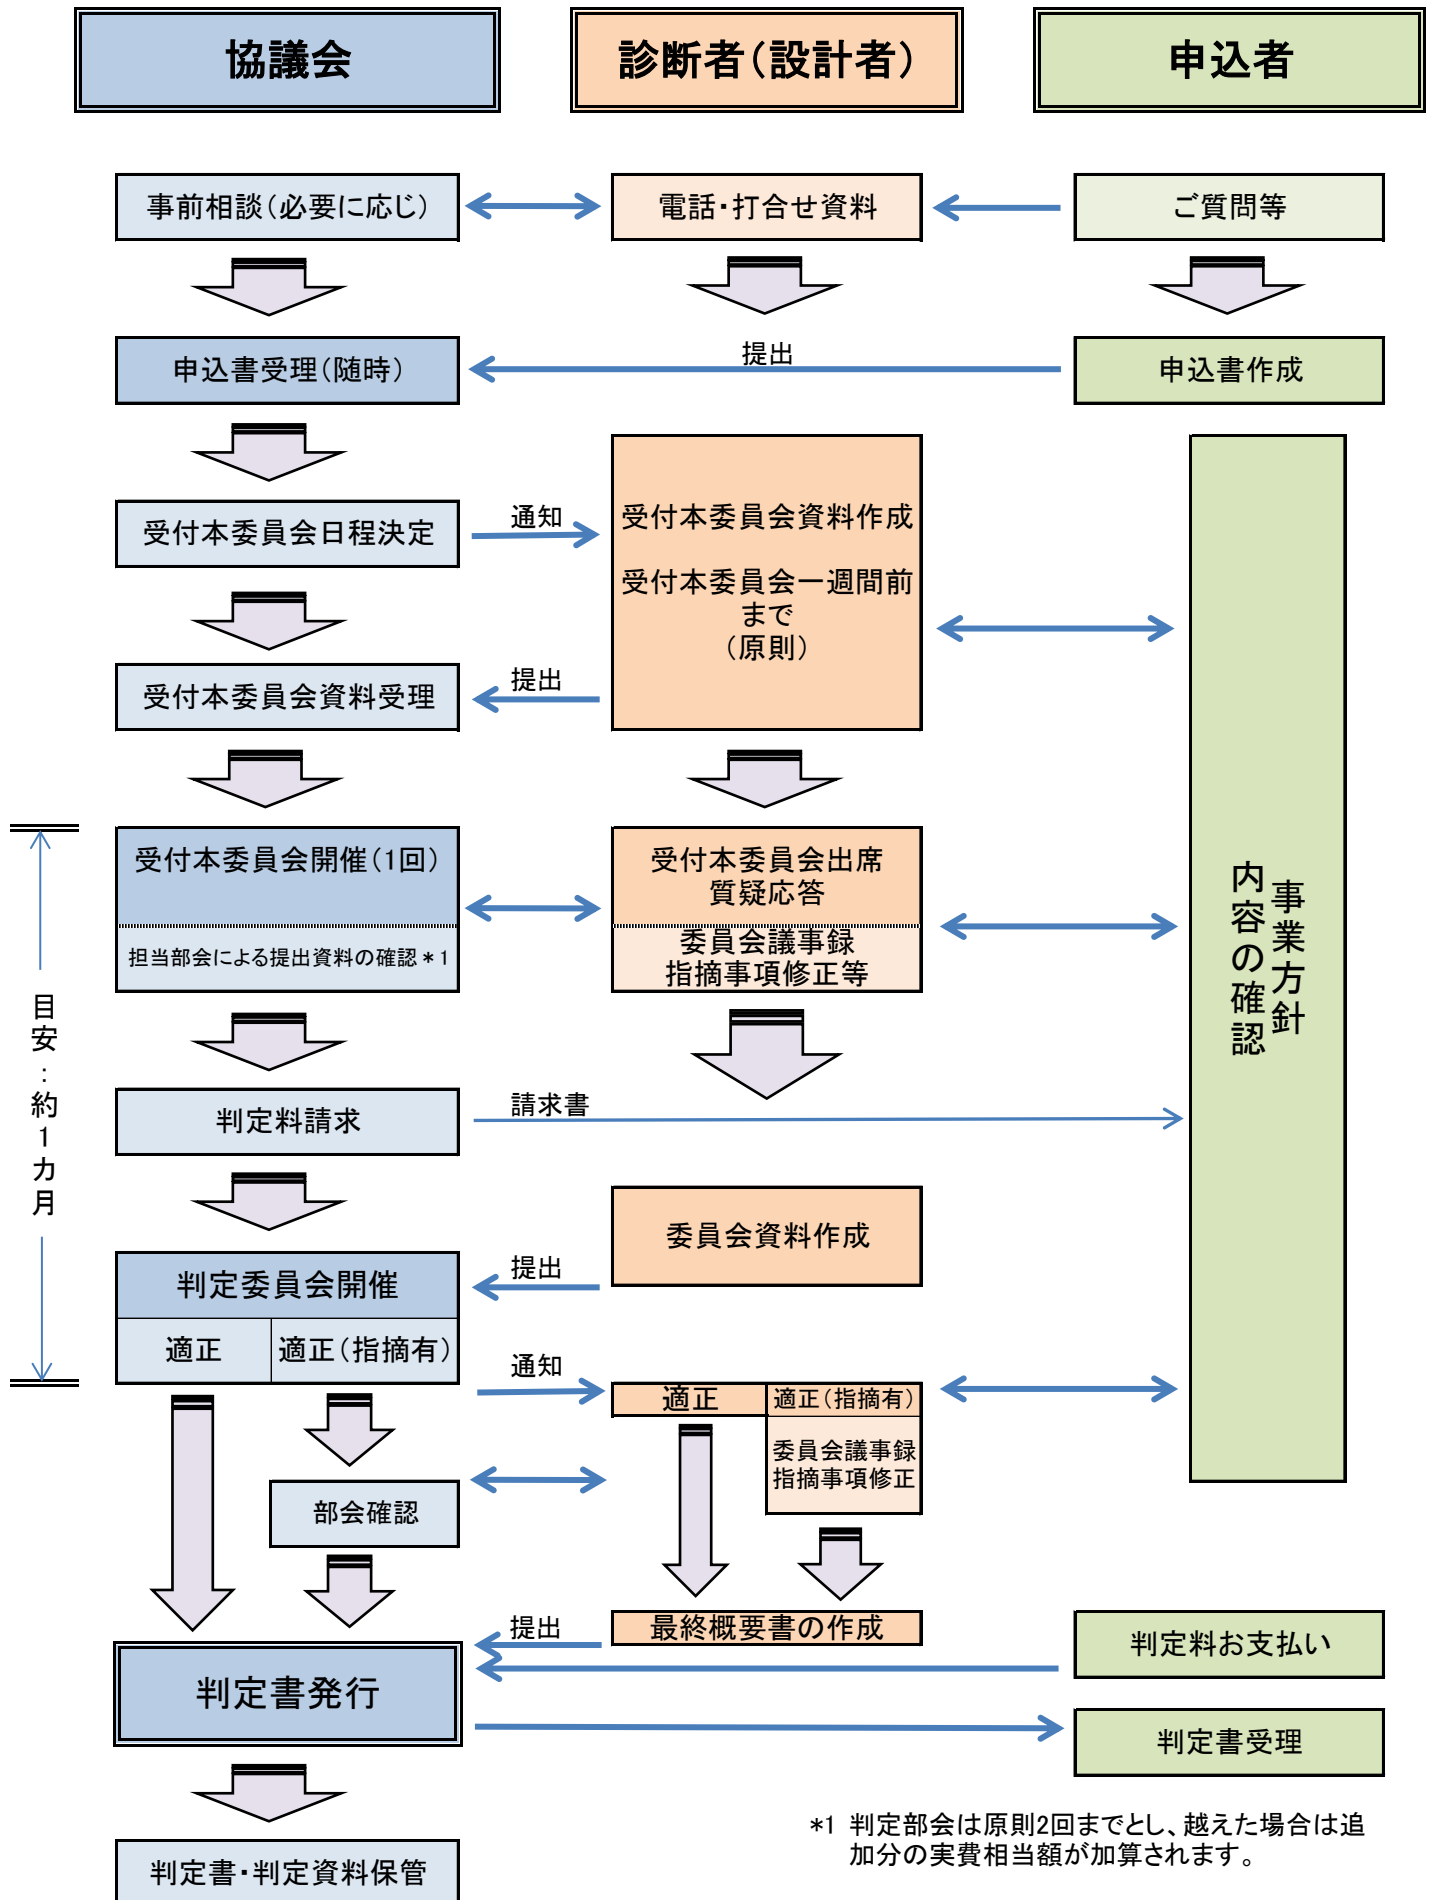 協議会
診断者（設計者）
申込者
事前相談（必要に応じ）
電話・打合せ資料
ご質問等
申込書受理（随時）
提出
申込書作成
受付本委員会日程決定
通知
受付本委員会資料作成
受付本委員会一週間前
まで
（原則）
受付本委員会資料受理
提出
事業方針
内容の確認
受付本委員会開催（1回）
担当部会による提出資料の確認＊1
受付本委員会出席
質疑応答
委員会議事録
指摘事項修正等
目安：約1カ月
判定料請求
請求書
委員会資料作成
判定委員会開催
提出
適正
適正（指摘有）
通知
適正
適正（指摘有）
委員会議事録
指摘事項修正
部会確認
最終概要書の作成
提出
判定料お支払い
判定書発行
判定書受理
*1 判定部会は原則2回までとし、越えた場合は追
加分の実費相当額が加算されます。
判定書・判定資料保管